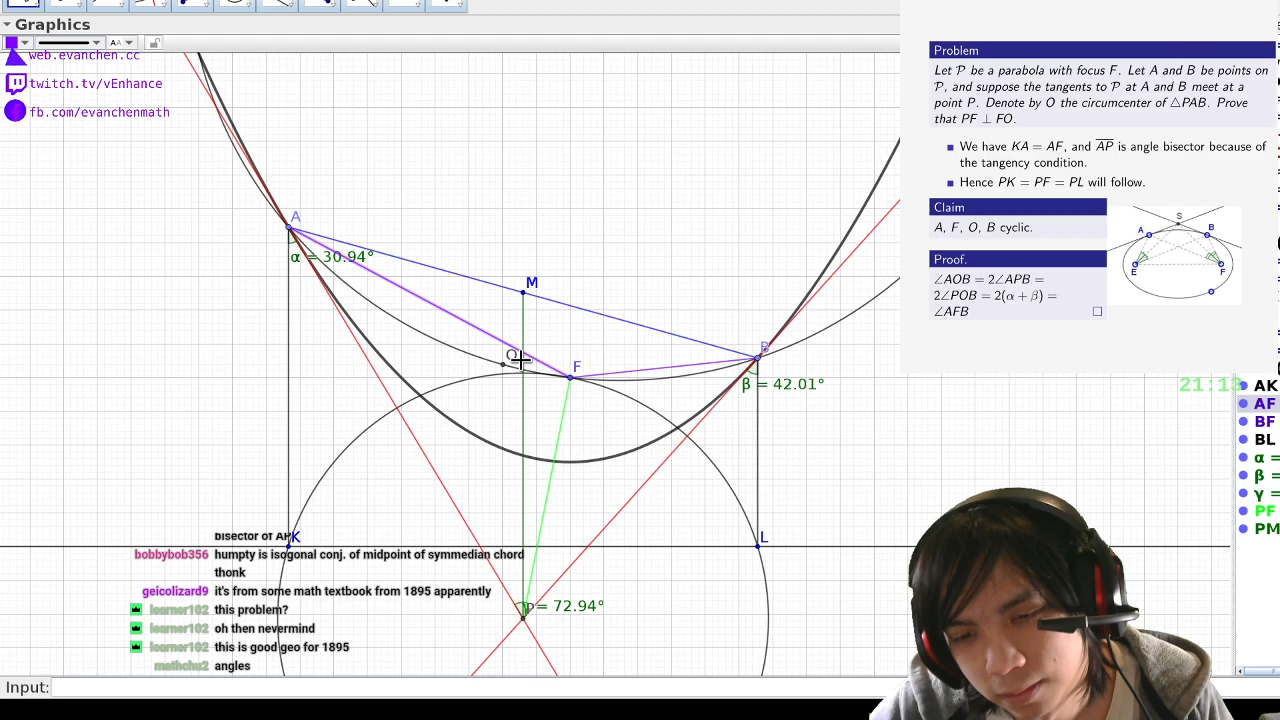 Graphics
web.evanchen.cc
twitch.tv/vEnhance
fb.com/evanchenmath
A
α = 30.94°
M
O
F
B
β = 42.01°
K
L
P = 72.94°
bisector of AP
bobbybob356 humpty is isogonal conj. of midpoint of symmedian chord
thonk
geicolizard9 it's from some math textbook from 1895 apparently
learner102 this problem?
learner102 oh then nevermind
learner102 this is good geo for 1895
mathchu2 angles
Input:
Problem
Let P be a parabola with focus F. Let A and B be points on
P, and suppose the tangents to P at A and B meet at a
point P. Denote by O the circumcenter of △PAB. Prove
that PF ⊥ FO.
■ We have KA = AF, and AP is angle bisector because of
the tangency condition.
■ Hence PK = PF = PL will follow.
Claim
A, F, O, B cyclic.
Proof.
∠AOB = 2∠APB =
2∠POB = 2(α + β) =
∠AFB □
S
A
B
E
F
21:18
AK
AF
BF
BL
α =
β =
γ =
PF
PM